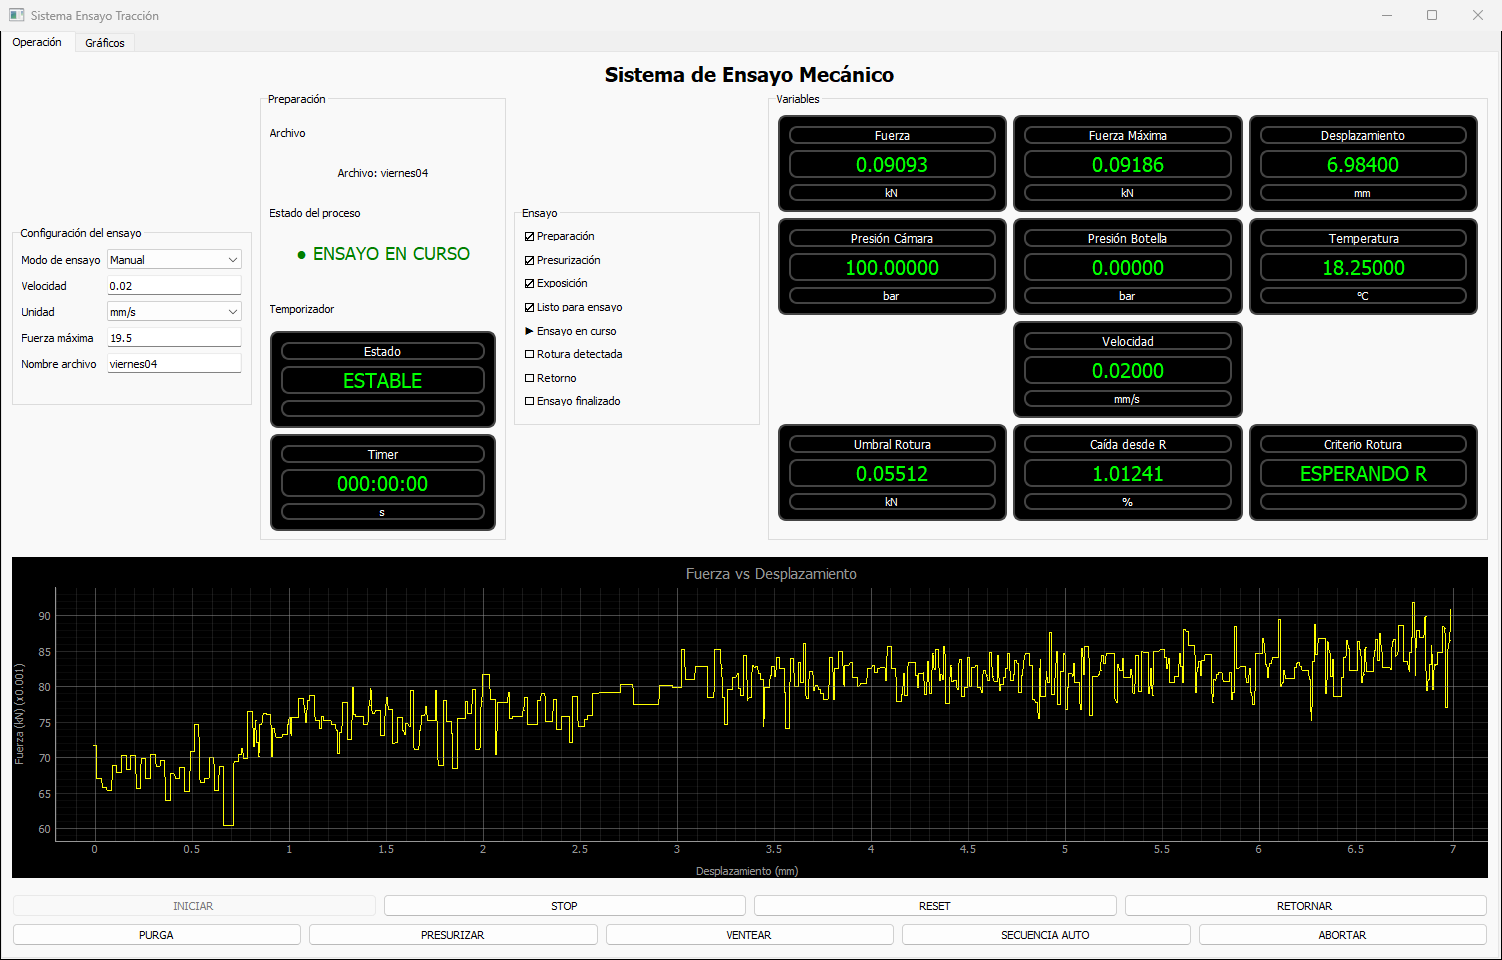 Sistema Ensayo Tracción
Operación
Gráficos
Sistema de Ensayo Mecánico
Configuración del ensayo
Modo de ensayo Manual
Velocidad 0.02
Unidad mm/s
Fuerza máxima 19.5
Nombre archivo viernes04
Preparación
Archivo
Archivo: viernes04
Estado del proceso
● ENSAYO EN CURSO
Temporizador
Estado
ESTABLE
Timer
000:00:00
s
Ensayo
☑ Preparación
☑ Presurización
☑ Exposición
☑ Listo para ensayo
▶ Ensayo en curso
☐ Rotura detectada
☐ Retorno
☐ Ensayo finalizado
Variables
Fuerza
0.09093
kN
Fuerza Máxima
0.09186
kN
Desplazamiento
6.98400
mm
Presión Cámara
100.00000
bar
Presión Botella
0.00000
bar
Temperatura
18.25000
°C
Velocidad
0.02000
mm/s
Umbral Rotura
0.05512
kN
Caída desde R
1.01241
%
Criterio Rotura
ESPERANDO R
Fuerza vs Desplazamiento
Fuerza (kN) (x0.001)
90
85
80
75
70
65
60
0 0.5 1 1.5 2 2.5 3 3.5 4 4.5 5 5.5 6 6.5 7
Desplazamiento (mm)
INICIAR STOP RESET RETORNAR
PURGA PRESURIZAR VENTEAR SECUENCIA AUTO ABORTAR